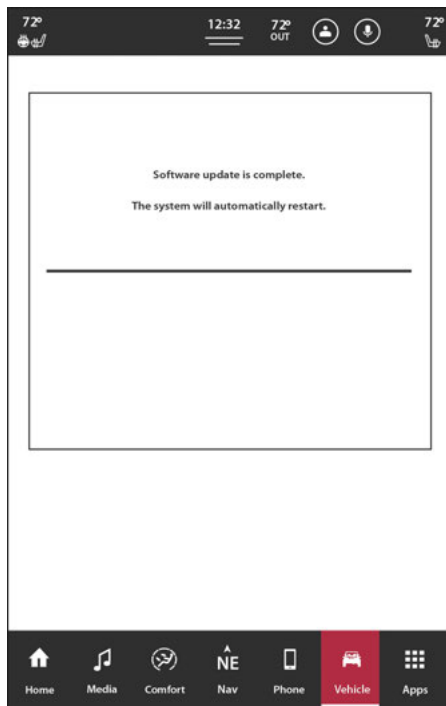 72°
12:32
72°
OUT
72°
Software update is complete.
The system will automatically restart.
NE
Home
Media
Comfort
Nav
Phone
Vehicle
Apps